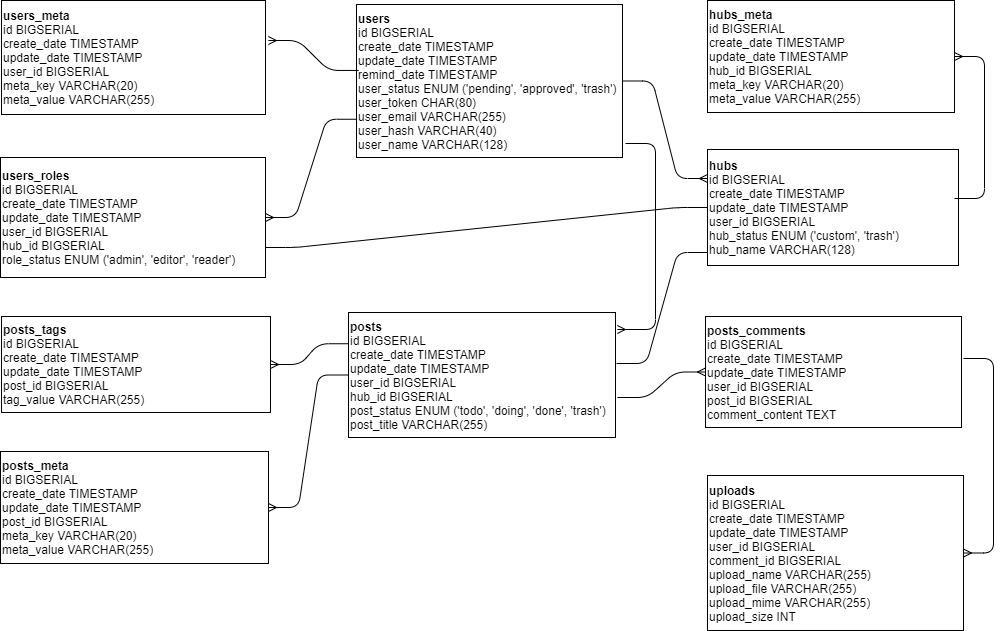 users_meta
id BIGSERIAL
create_date TIMESTAMP
update_date TIMESTAMP
user_id BIGSERIAL
meta_key VARCHAR(20)
meta_value VARCHAR(255)
users
id BIGSERIAL
create_date TIMESTAMP
update_date TIMESTAMP
remind_date TIMESTAMP
user_status ENUM ('pending', 'approved', 'trash')
user_token CHAR(80)
user_email VARCHAR(255)
user_hash VARCHAR(40)
user_name VARCHAR(128)
hubs_meta
id BIGSERIAL
create_date TIMESTAMP
update_date TIMESTAMP
hub_id BIGSERIAL
meta_key VARCHAR(20)
meta_value VARCHAR(255)
users_roles
id BIGSERIAL
create_date TIMESTAMP
update_date TIMESTAMP
user_id BIGSERIAL
hub_id BIGSERIAL
role_status ENUM ('admin', 'editor', 'reader')
hubs
id BIGSERIAL
create_date TIMESTAMP
update_date TIMESTAMP
user_id BIGSERIAL
hub_status ENUM ('custom', 'trash')
hub_name VARCHAR(128)
posts_tags
id BIGSERIAL
create_date TIMESTAMP
update_date TIMESTAMP
post_id BIGSERIAL
tag_value VARCHAR(255)
posts
id BIGSERIAL
create_date TIMESTAMP
update_date TIMESTAMP
user_id BIGSERIAL
hub_id BIGSERIAL
post_status ENUM ('todo', 'doing', 'done', 'trash')
post_title VARCHAR(255)
posts_comments
id BIGSERIAL
create_date TIMESTAMP
update_date TIMESTAMP
user_id BIGSERIAL
post_id BIGSERIAL
comment_content TEXT
posts_meta
id BIGSERIAL
create_date TIMESTAMP
update_date TIMESTAMP
post_id BIGSERIAL
meta_key VARCHAR(20)
meta_value VARCHAR(255)
uploads
id BIGSERIAL
create_date TIMESTAMP
update_date TIMESTAMP
user_id BIGSERIAL
comment_id BIGSERIAL
upload_name VARCHAR(255)
upload_file VARCHAR(255)
upload_mime VARCHAR(255)
upload_size INT